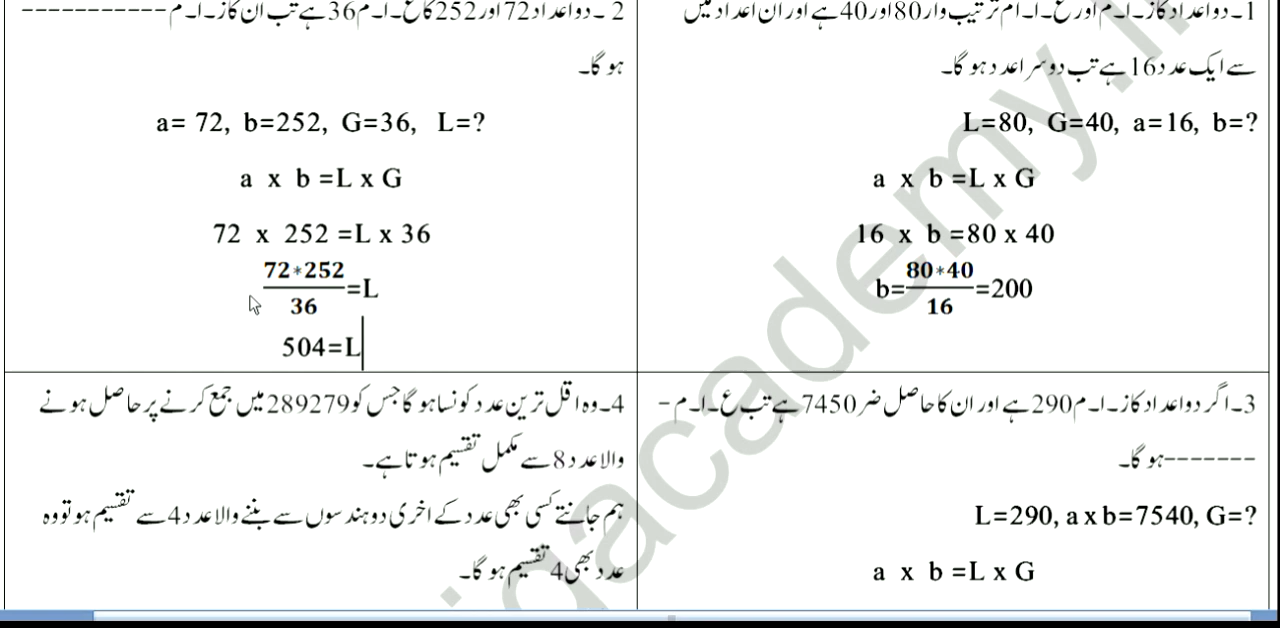 1۔ دو اعداد کا ز۔ا۔م اور ع۔ا۔ام ترتیب وار 80 اور 40 ہے اور ان اعداد میں
سے ایک عدد 16 ہے تب دوسرا عدد ہو گا۔
L=80, G=40, a=16, b=?
a x b =L x G
16 x b =80 x 40
b=80*40/16=200
2 ۔دو اعداد 72 اور 252 کا ع۔ا۔م 36 ہے تب ان کا ز۔ا۔م -----------
ہو گا۔
a= 72, b=252, G=36, L=?
a x b =L x G
72 x 252 =L x 36
72*252/36=L
504=L
3۔ اگر دو اعداد کا ز۔ا۔م 290 ہے اور ان کا حاصل ضر 7450 ہے تب ع۔ا۔م -
-------ہو گا۔
L=290, a x b=7540, G=?
a x b =L x G
4۔ وہ اقل ترین عدد کونسا ہو گا جس کو 289279 میں جمع کرنے پر حاصل ہونے
والا عدد 8 سے مکمل تقسیم ہوتا ہے۔
ہم جانتے کسی بھی عدد کے اخری دو ہندسوں سے بننے والا عدد 4 سے تقسیم ہو تو وہ
عدد بھی 4 تقسیم ہو گا۔